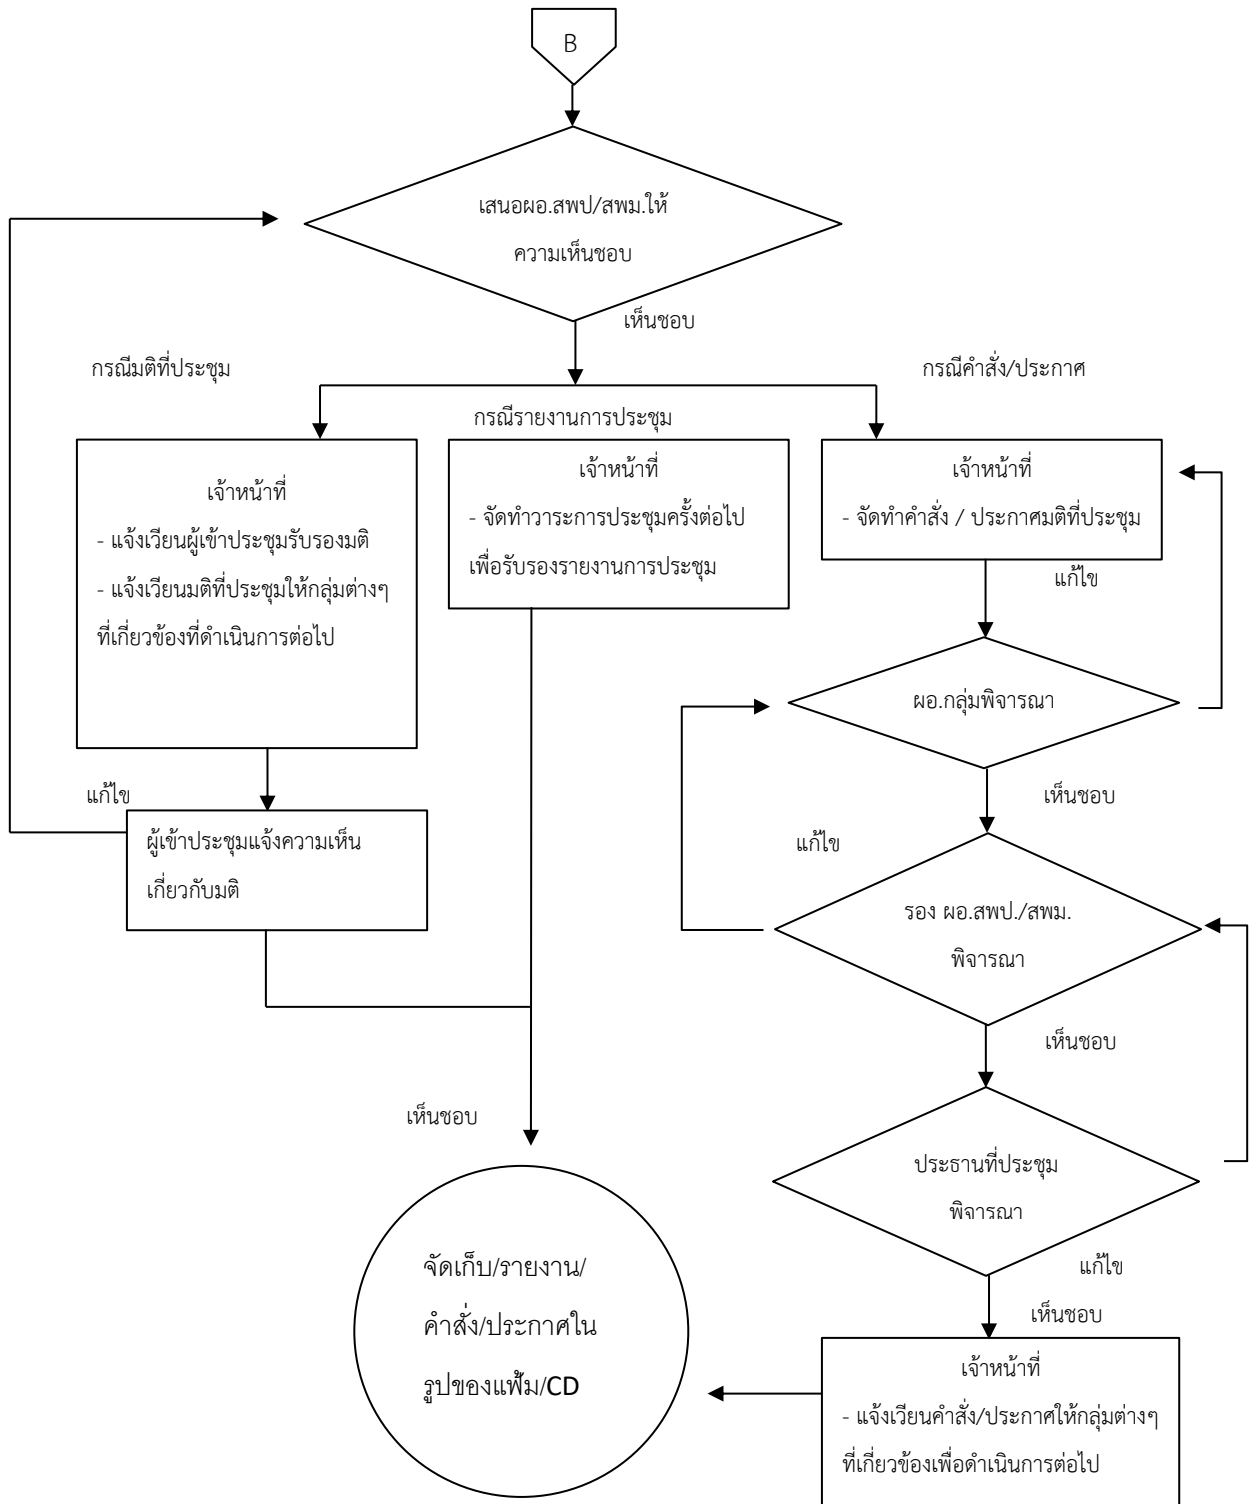 B
เสนอผอ.สพป/สพม.ให้
ความเห็นชอบ
เห็นชอบ
กรณีมติที่ประชุม
กรณีคำสั่ง/ประกาศ
กรณีรายงานการประชุม
เจ้าหน้าที่
- แจ้งเวียนผู้เข้าประชุมรับรองมติ
- แจ้งเวียนมติที่ประชุมให้กลุ่มต่างๆ
ที่เกี่ยวข้องที่ดำเนินการต่อไป
เจ้าหน้าที่
- จัดทำวาระการประชุมครั้งต่อไป
เพื่อรับรองรายงานการประชุม
เจ้าหน้าที่
- จัดทำคำสั่ง / ประกาศมติที่ประชุม
แก้ไข
ผอ.กลุ่มพิจารณา
เห็นชอบ
แก้ไข
ผู้เข้าประชุมแจ้งความเห็น
เกี่ยวกับมติ
แก้ไข
รอง ผอ.สพป./สพม.
พิจารณา
เห็นชอบ
เห็นชอบ
ประธานที่ประชุม
พิจารณา
แก้ไข
เห็นชอบ
จัดเก็บ/รายงาน/
คำสั่ง/ประกาศใน
รูปของแฟ้ม/CD
เจ้าหน้าที่
- แจ้งเวียนคำสั่ง/ประกาศให้กลุ่มต่างๆ
ที่เกี่ยวข้องเพื่อดำเนินการต่อไป